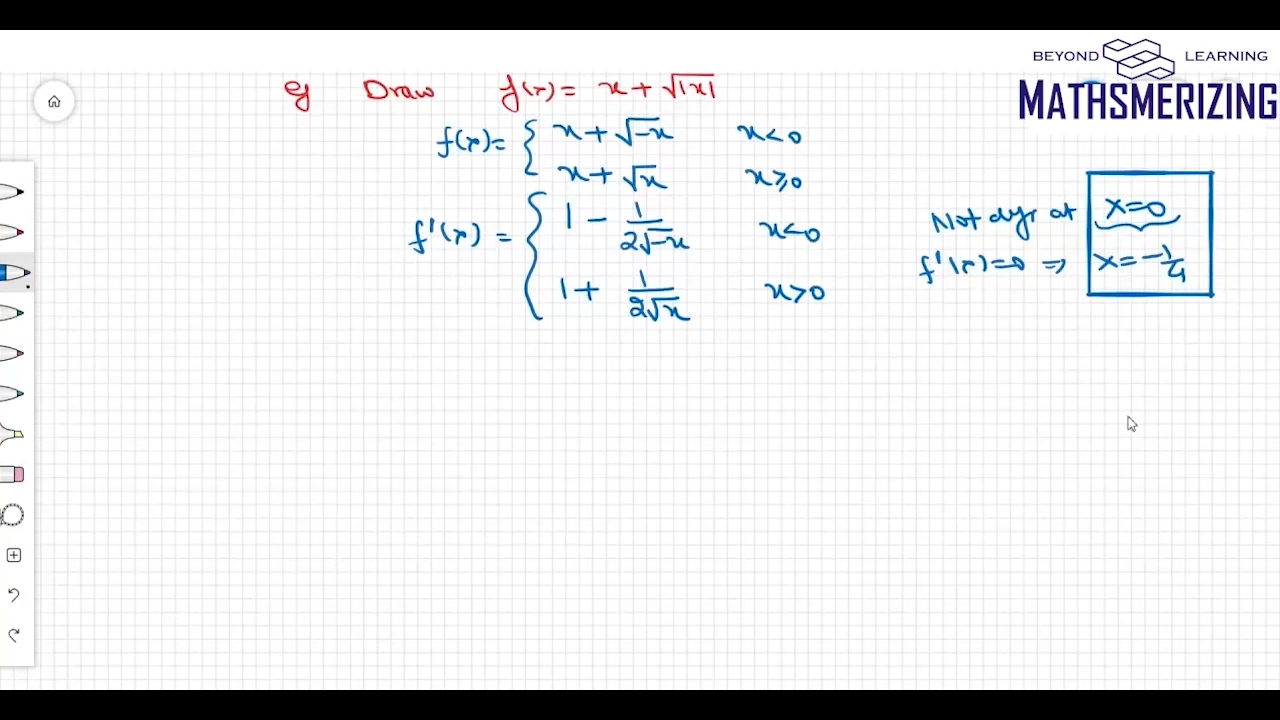 BEYOND LEARNING
MATHSMERIZING
eg Draw f(x) = x + √|x|
f(x) = { x + √-x x < 0
x + √x x ≥ 0
f'(x) = { 1 - 1/(2√-x) x < 0
1 + 1/(2√x) x > 0
Not dyf at x = 0
f'(x) = 0 ⇒ x = -1/4